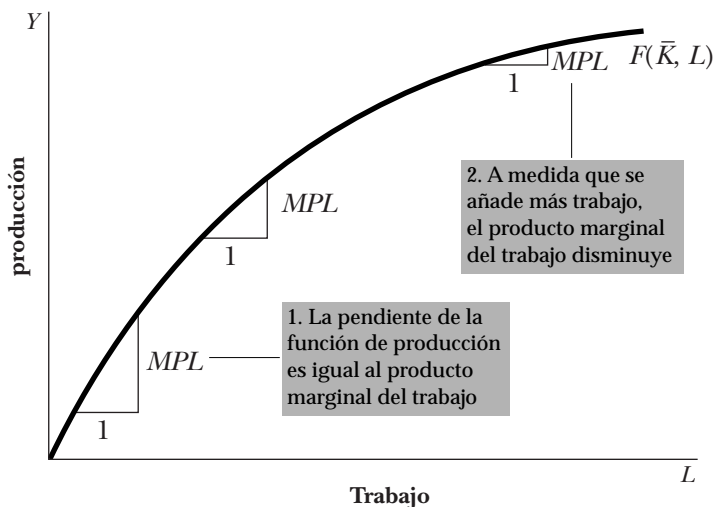 Y
F(K̄, L)
MPL
1
2. A medida que se
añade más trabajo,
el producto marginal
del trabajo disminuye
producción
MPL
1
1. La pendiente de la
función de producción
es igual al producto
marginal del trabajo
MPL
1
L
Trabajo